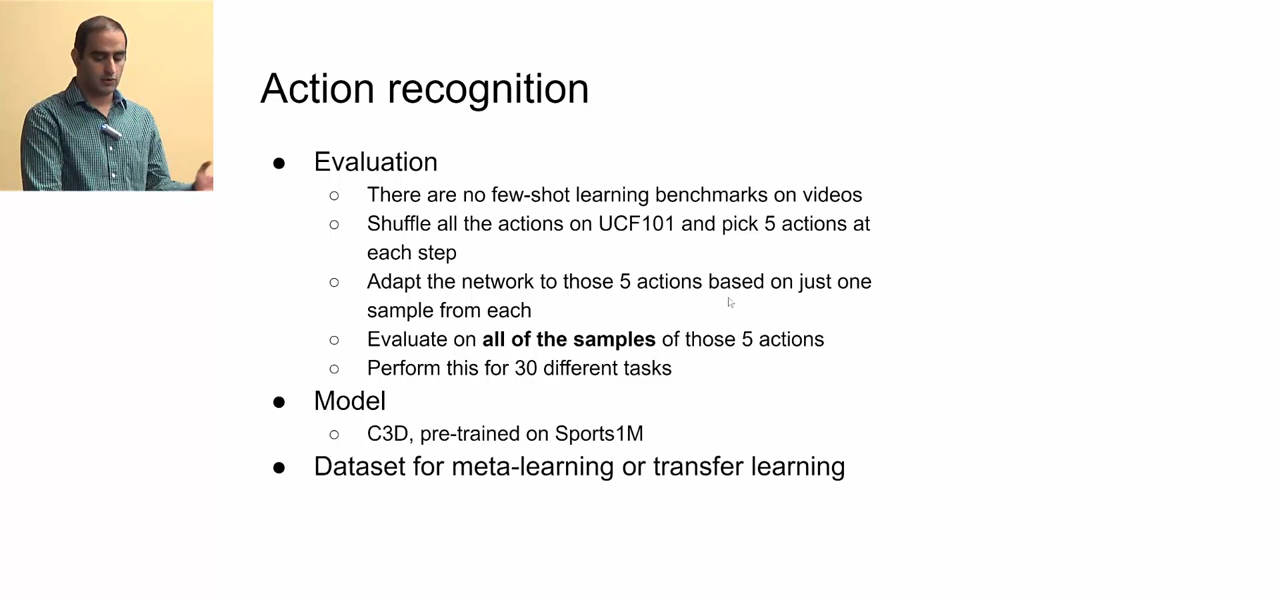 Action recognition
● Evaluation
○ There are no few-shot learning benchmarks on videos
○ Shuffle all the actions on UCF101 and pick 5 actions at
each step
○ Adapt the network to those 5 actions based on just one
sample from each
○ Evaluate on all of the samples of those 5 actions
○ Perform this for 30 different tasks
● Model
○ C3D, pre-trained on Sports1M
● Dataset for meta-learning or transfer learning